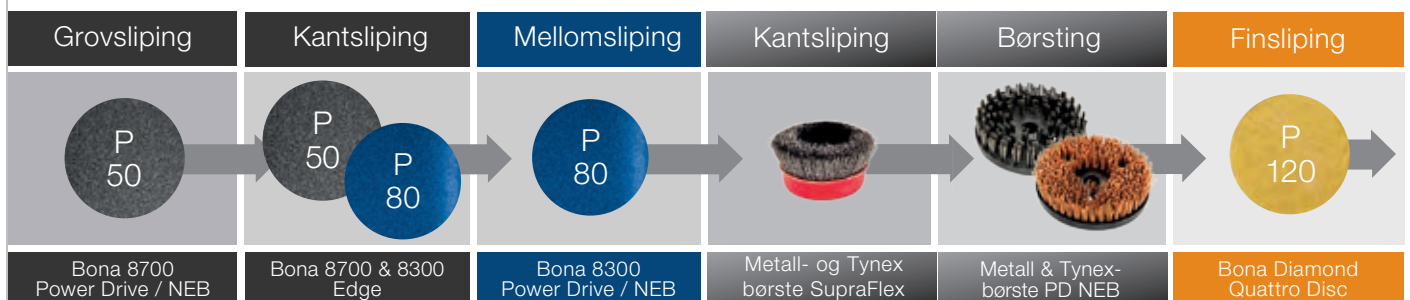 Grovsliping
Kantsliping
Mellomsliping
Kantsliping
Børsting
Finsliping
P
50
P
50
P
80
P
80
P
120
Bona 8700
Power Drive / NEB
Bona 8700 & 8300
Edge
Bona 8300
Power Drive / NEB
Metall- og Tynex
børste SupraFlex
Metall & Tynex-
børste PD NEB
Bona Diamond
Quattro Disc